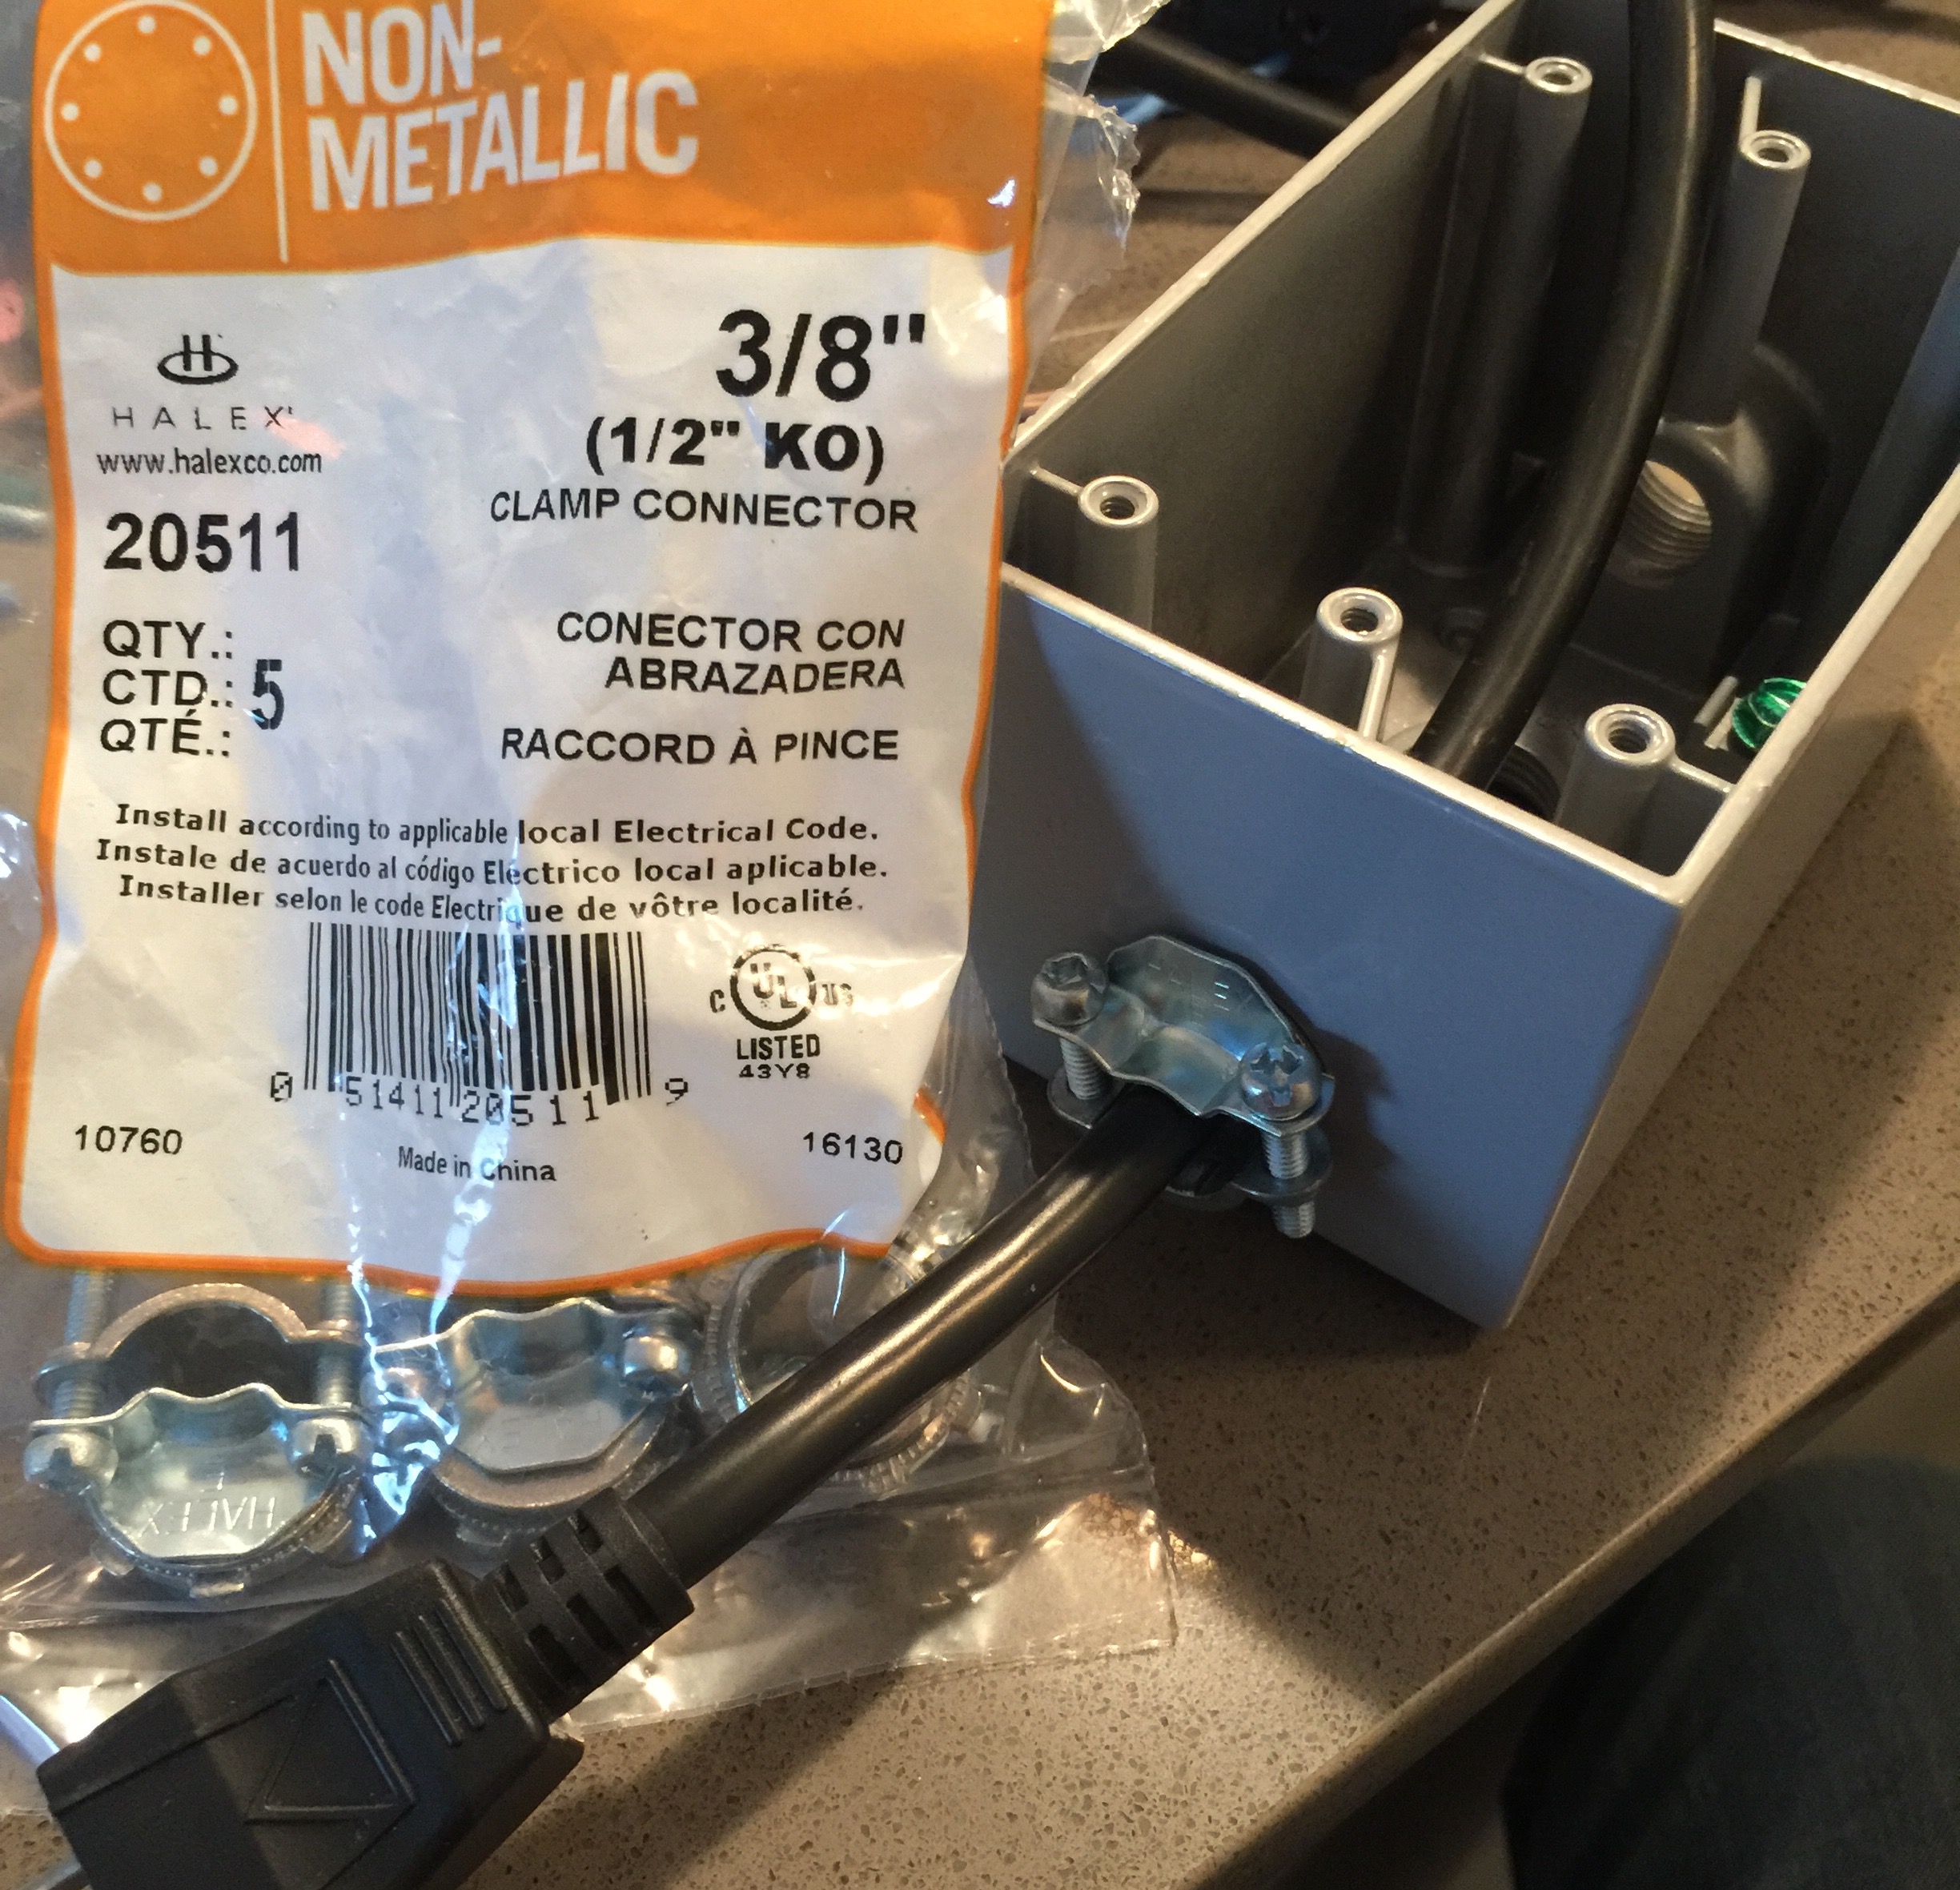 NON-
METALLIC
HALEX
www.halexco.com
20511
3/8"
(1/2" KO)
CLAMP CONNECTOR
QTY.:
CTD.: 5
QTÉ.:
CONECTOR CON
ABRAZADERA
RACCORD À PINCE
Install according to applicable local Electrical Code.
Instale de acuerdo al código Eléctrico local aplicable.
Installer selon le code Electrique de vôtre localité.
0 51411 20511 9
C UL US
LISTED
43Y8
10760
Made in China
16130
HALEX